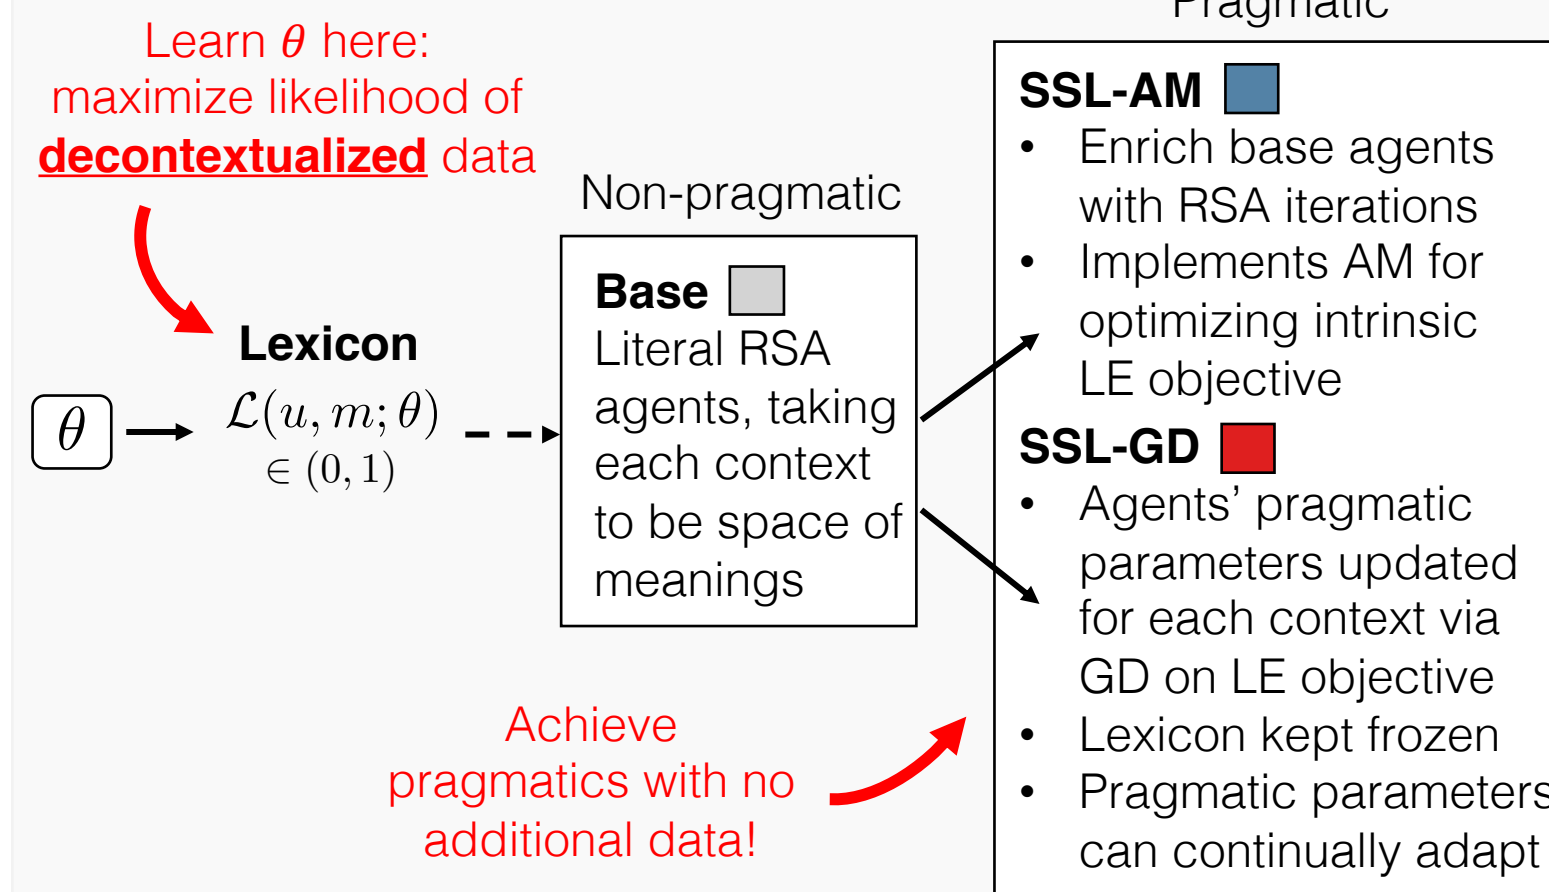 Learn θ here:
maximize likelihood of
decontextualized data
Lexicon
θ
ℒ(u, m; θ)
∈ (0, 1)
Non-pragmatic
Base
Literal RSA
agents, taking
each context
to be space of
meanings
Achieve
pragmatics with no
additional data!
Pragmatic
SSL-AM
• Enrich base agents
with RSA iterations
• Implements AM for
optimizing intrinsic
LE objective
SSL-GD
• Agents’ pragmatic
parameters updated
for each context via
GD on LE objective
• Lexicon kept frozen
• Pragmatic parameters
can continually adapt